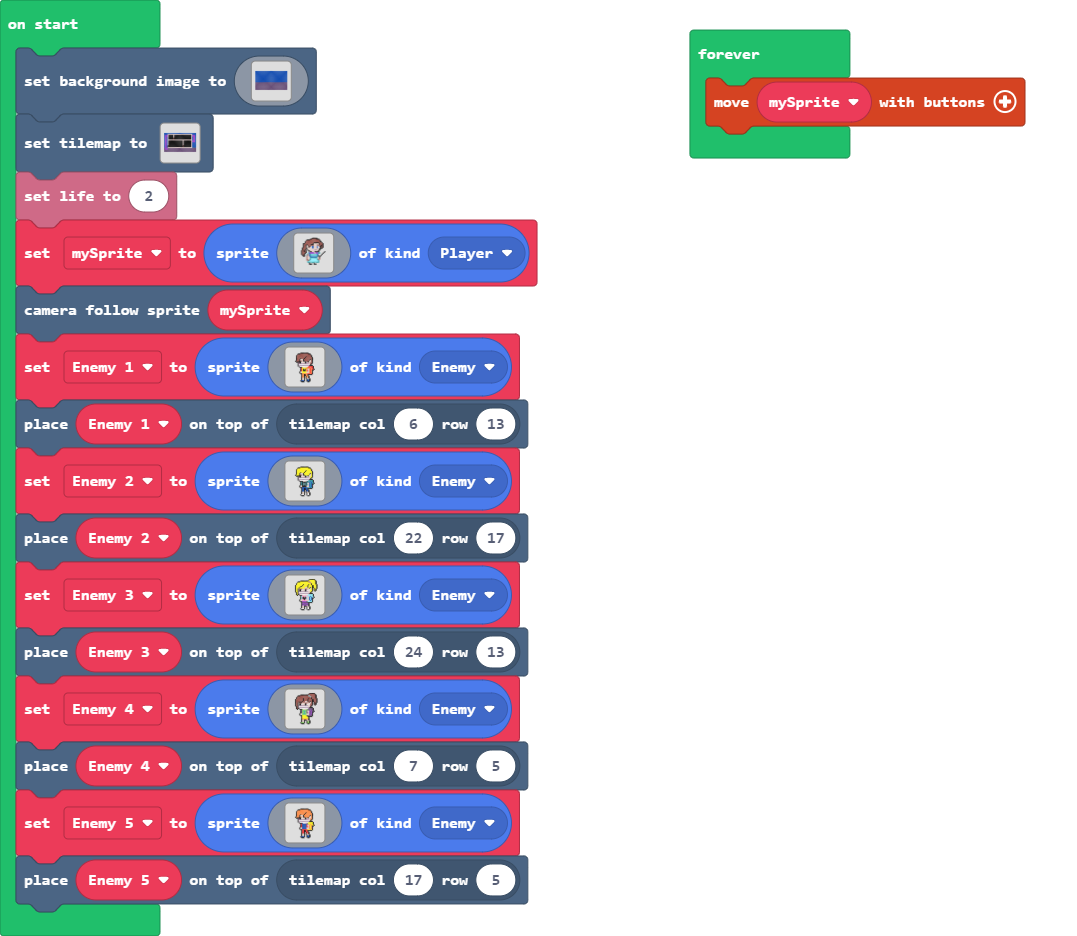 on start
set background image to
set tilemap to
set life to 2
set mySprite to sprite of kind Player
camera follow sprite mySprite
set Enemy 1 to sprite of kind Enemy
place Enemy 1 on top of tilemap col 6 row 13
set Enemy 2 to sprite of kind Enemy
place Enemy 2 on top of tilemap col 22 row 17
set Enemy 3 to sprite of kind Enemy
place Enemy 3 on top of tilemap col 24 row 13
set Enemy 4 to sprite of kind Enemy
place Enemy 4 on top of tilemap col 7 row 5
set Enemy 5 to sprite of kind Enemy
place Enemy 5 on top of tilemap col 17 row 5
forever
move mySprite with buttons